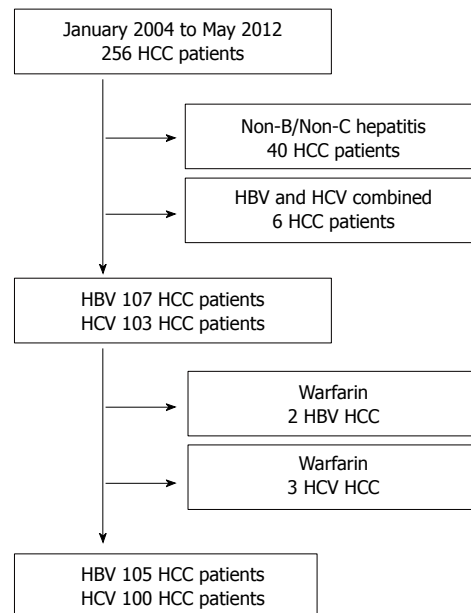 January 2004 to May 2012
256 HCC patients
Non-B/Non-C hepatitis
40 HCC patients
HBV and HCV combined
6 HCC patients
HBV 107 HCC patients
HCV 103 HCC patients
Warfarin
2 HBV HCC
Warfarin
3 HCV HCC
HBV 105 HCC patients
HCV 100 HCC patients